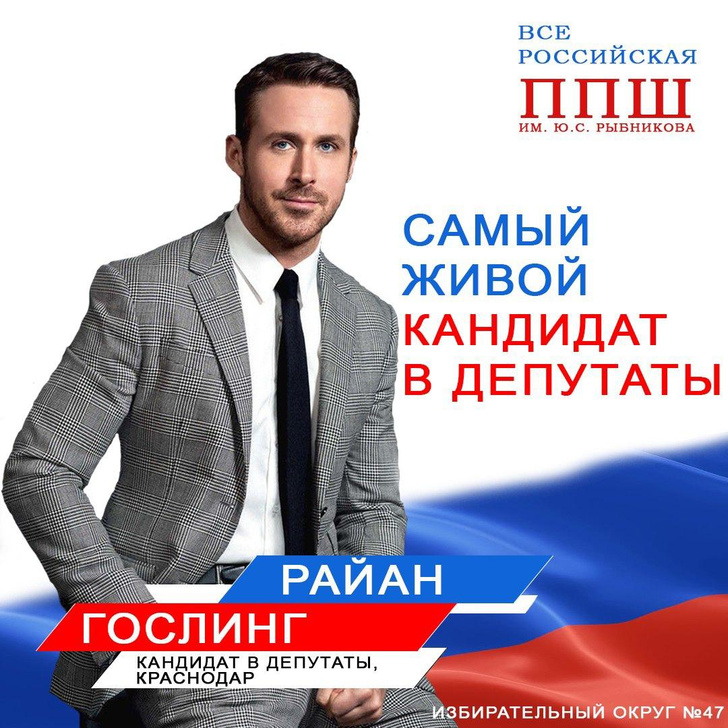 ВСЕ
РОССИЙСКАЯ
ППШ
ИМ. Ю.С. РЫБНИКОВА
САМЫЙ
ЖИВОЙ
КАНДИДАТ
В ДЕПУТАТЫ
РАЙАН
ГОСЛИНГ
КАНДИДАТ В ДЕПУТАТЫ,
КРАСНОДАР
ИЗБИРАТЕЛЬНЫЙ ОКРУГ №47